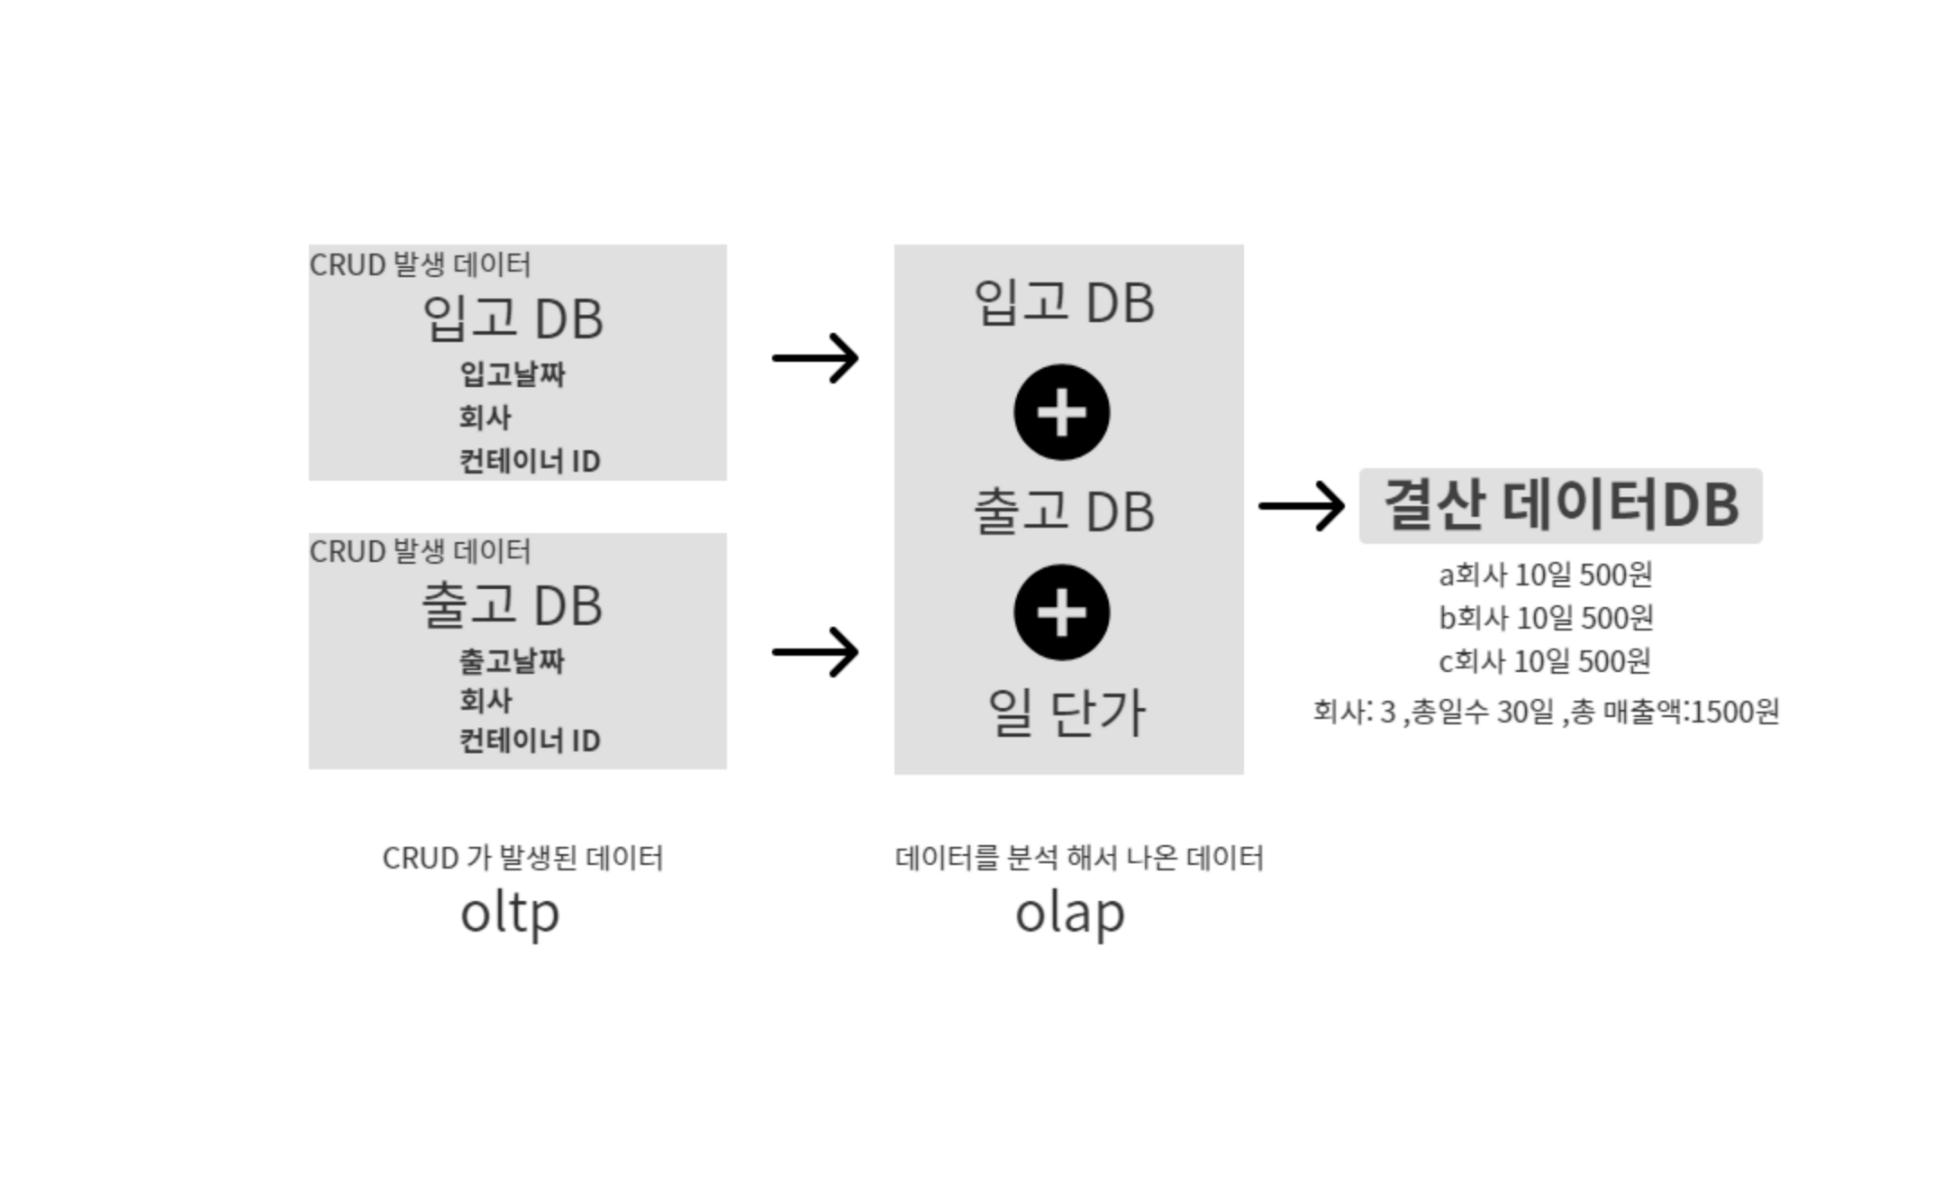 CRUD 발생 데이터
입고 DB
입고날짜
회사
컨테이너 ID
CRUD 발생 데이터
출고 DB
출고날짜
회사
컨테이너 ID
CRUD 가 발생된 데이터
oltp
입고 DB
+
출고 DB
+
일 단가
데이터를 분석 해서 나온 데이터
olap
결산 데이터DB
a회사 10일 500원
b회사 10일 500원
c회사 10일 500원
회사: 3 ,총일수 30일 ,총 매출액:1500원